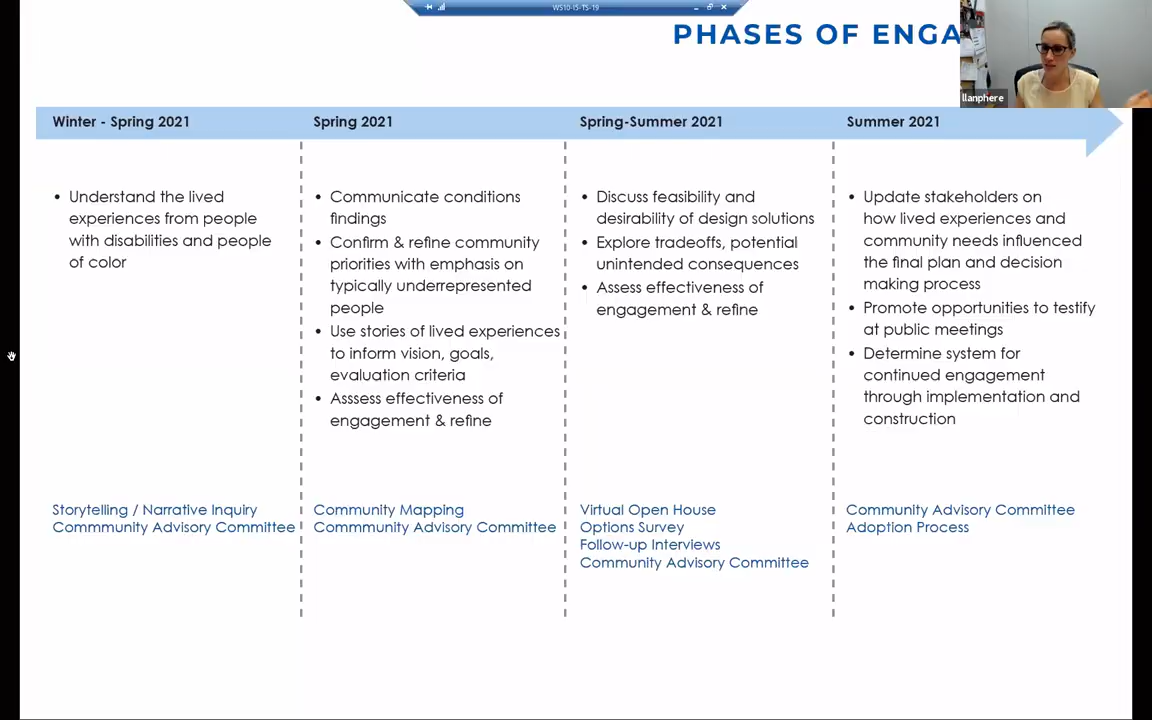 WS10-I5-TS-19
PHASES OF ENGA
llanphere
Winter - Spring 2021
Spring 2021
Spring-Summer 2021
Summer 2021
• Understand the lived
experiences from people
with disabilities and people
of color
• Communicate conditions
findings
• Confirm & refine community
priorities with emphasis on
typically underrepresented
people
• Use stories of lived experiences
to inform vision, goals,
evaluation criteria
• Asssess effectiveness of
engagement & refine
• Discuss feasibility and
desirability of design solutions
• Explore tradeoffs, potential
unintended consequences
• Assess effectiveness of
engagement & refine
• Update stakeholders on
how lived experiences and
community needs influenced
the final plan and decision
making process
• Promote opportunities to testify
at public meetings
• Determine system for
continued engagement
through implementation and
construction
Storytelling / Narrative Inquiry
Commmunity Advisory Committee
Community Mapping
Commmunity Advisory Committee
Virtual Open House
Options Survey
Follow-up Interviews
Community Advisory Committee
Community Advisory Committee
Adoption Process